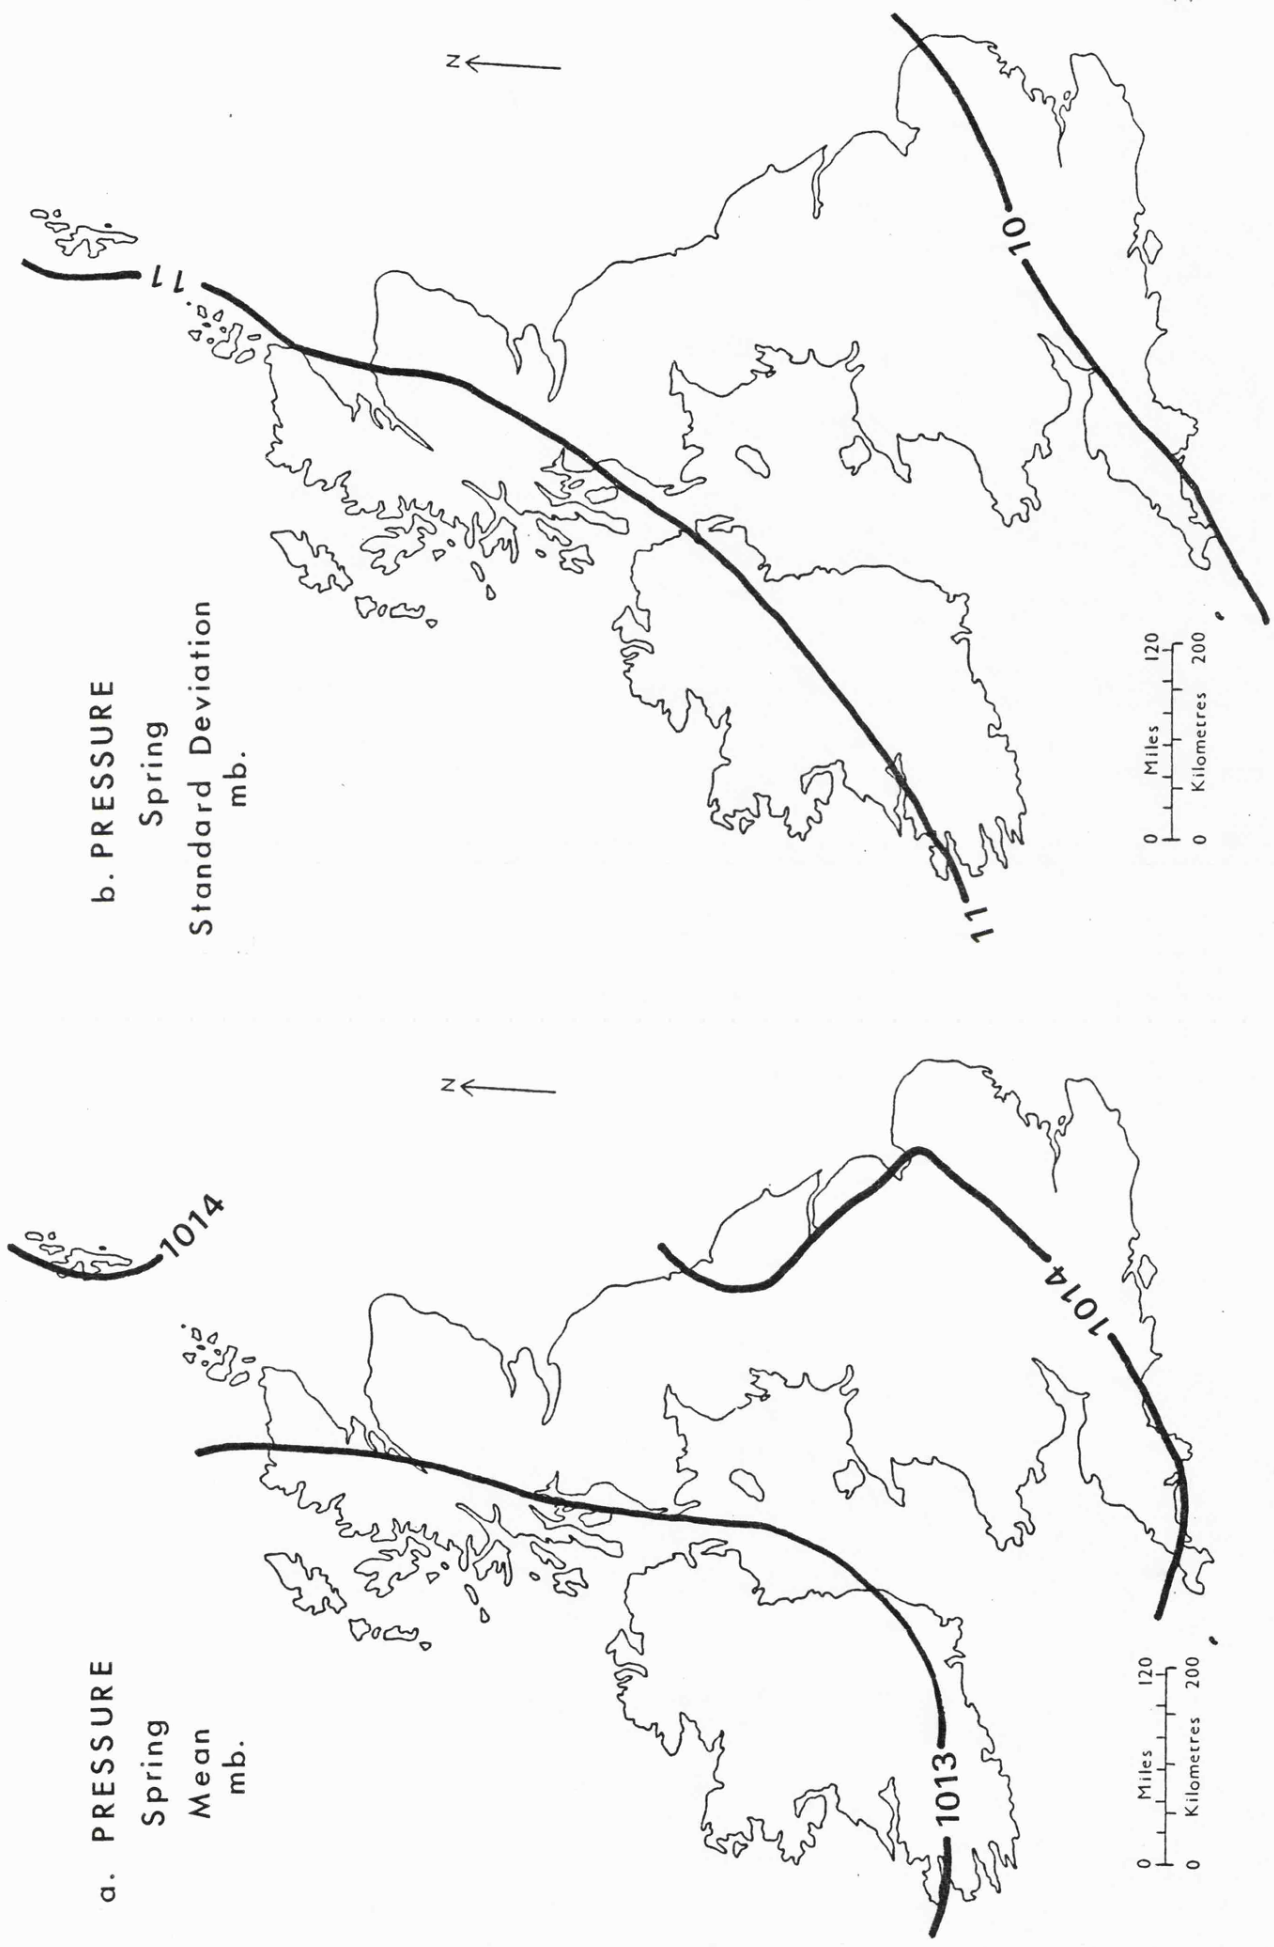 a. PRESSURE
Spring
Mean
mb.
N
1014
1014
1013
0 Miles 120
0 Kilometres 200
b. PRESSURE
Spring
Standard Deviation
mb.
N
11
10
11
0 Miles 120
0 Kilometres 200